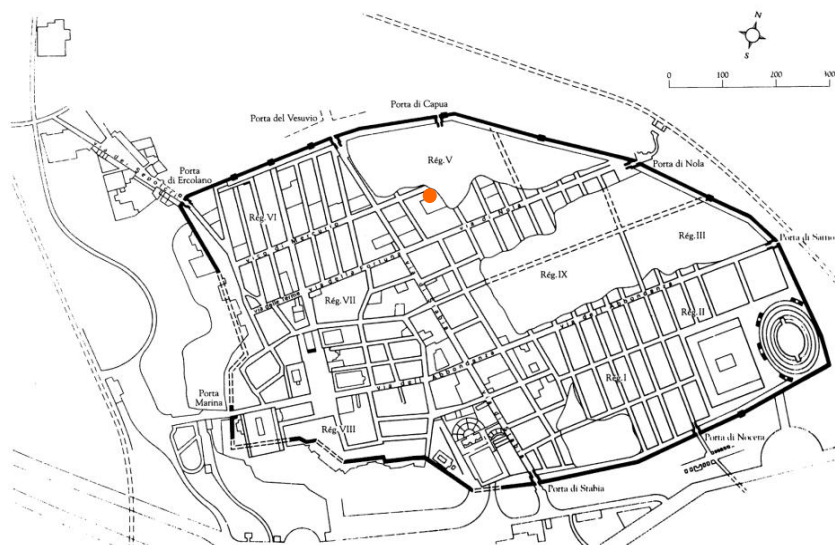 N
S
0 100 200 300
Porta di Capua
Porta del Vesuvio
Porta di Nola
Rég. V
Porta
di Ercolano
Rég. VI
Rég. III
Porta di Sarno
Rég. IX
Rég. VII
Rég. II
Rég. I
Porta
Marina
Rég. VIII
Porta di Nocera
Porta di Stabia